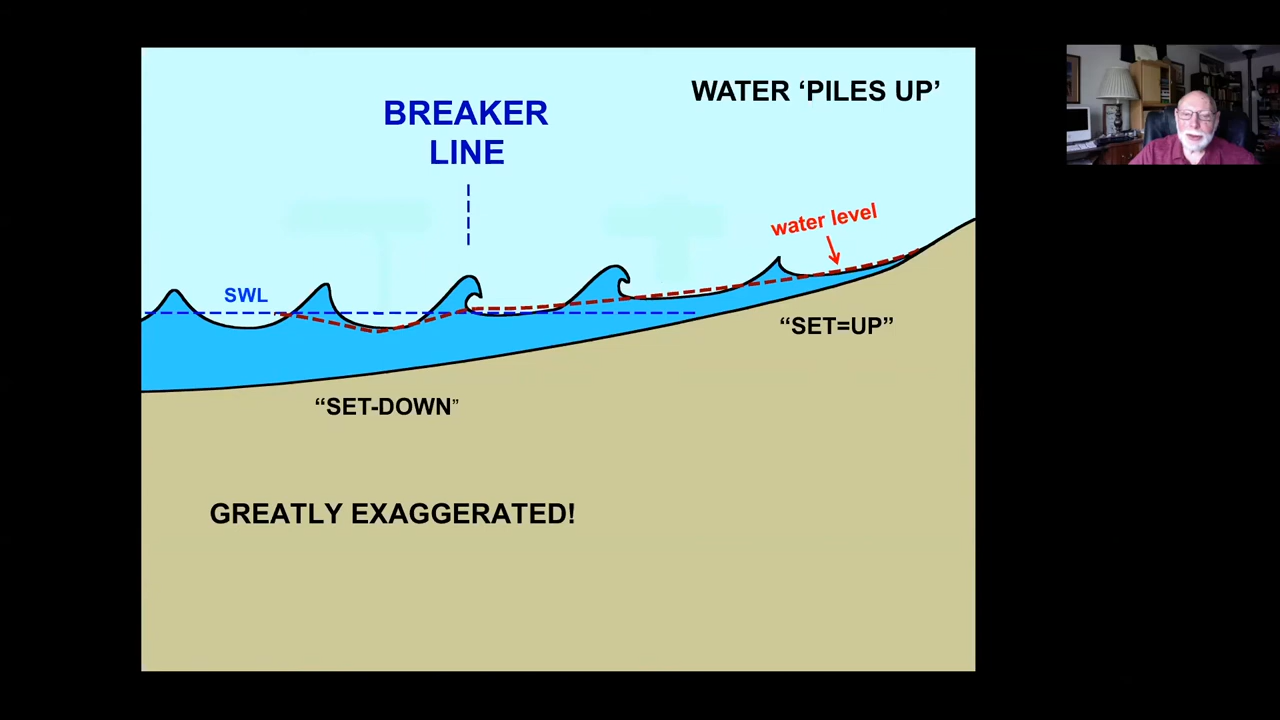 WATER ‘PILES UP’
BREAKER
LINE
water level
SWL
“SET=UP”
“SET-DOWN”
GREATLY EXAGGERATED!